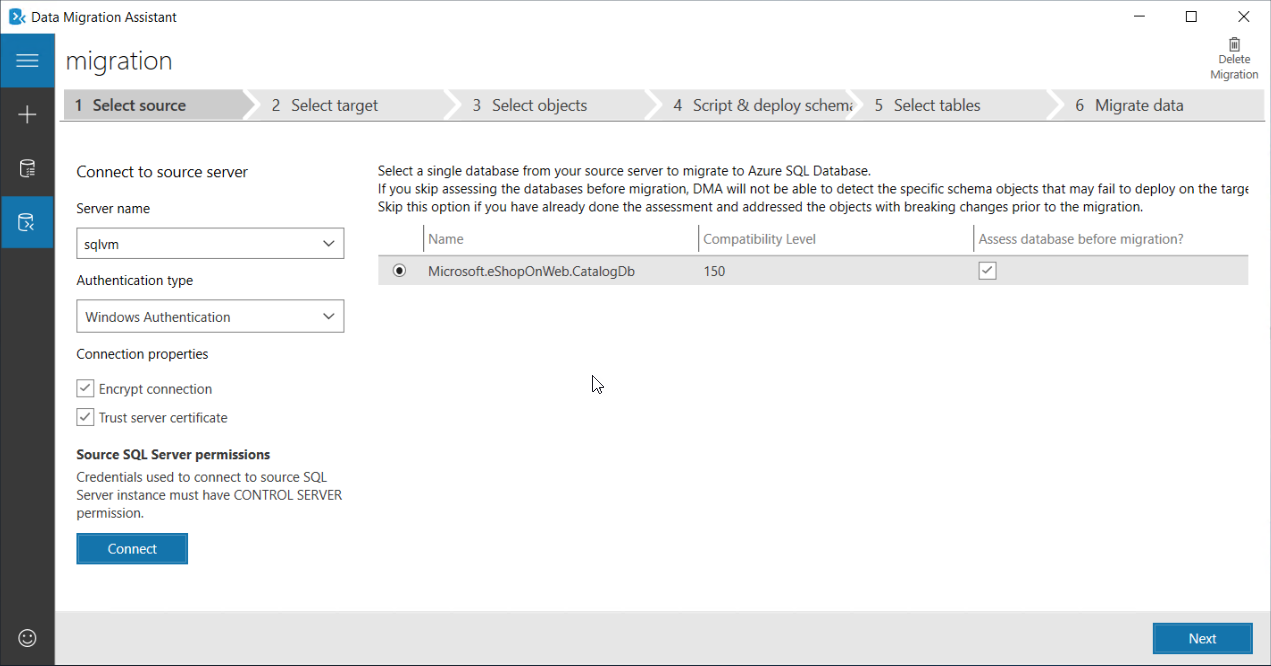 Data Migration Assistant
migration
Delete
Migration
1 Select source
2 Select target
3 Select objects
4 Script & deploy schema
5 Select tables
6 Migrate data
Connect to source server
Server name
sqlvm
Authentication type
Windows Authentication
Connection properties
Encrypt connection
Trust server certificate
Source SQL Server permissions
Credentials used to connect to source SQL
Server instance must have CONTROL SERVER
permission.
Connect
Select a single database from your source server to migrate to Azure SQL Database.
If you skip assessing the databases before migration, DMA will not be able to detect the specific schema objects that may fail to deploy on the targe
Skip this option if you have already done the assessment and addressed the objects with breaking changes prior to the migration.
Name Compatibility Level Assess database before migration?
Microsoft.eShopOnWeb.CatalogDb 150
Next